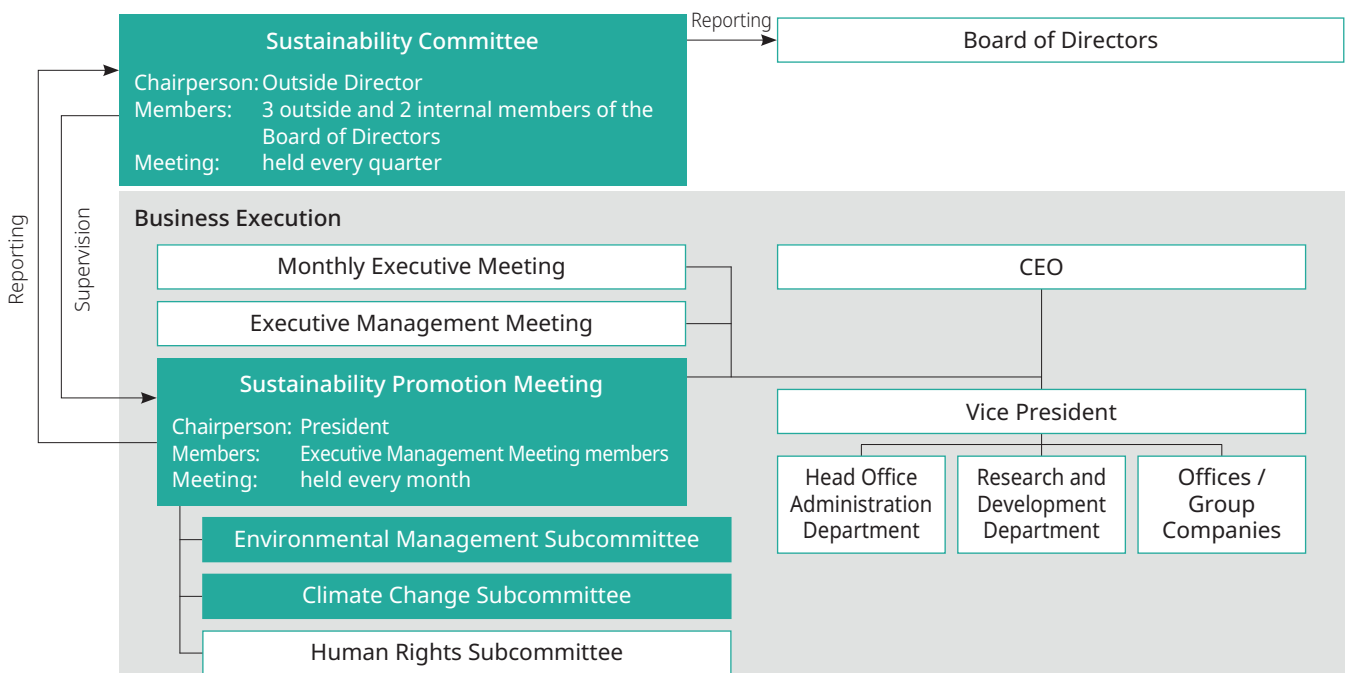 Reporting
Sustainability Committee
Chairperson: Outside Director
Members: 3 outside and 2 internal members of the
Board of Directors
Meeting: held every quarter
Board of Directors
Reporting
Supervision
Business Execution
Monthly Executive Meeting
CEO
Executive Management Meeting
Sustainability Promotion Meeting
Chairperson: President
Members: Executive Management Meeting members
Meeting: held every month
Vice President
Head Office
Administration
Department
Research and
Development
Department
Offices /
Group
Companies
Environmental Management Subcommittee
Climate Change Subcommittee
Human Rights Subcommittee